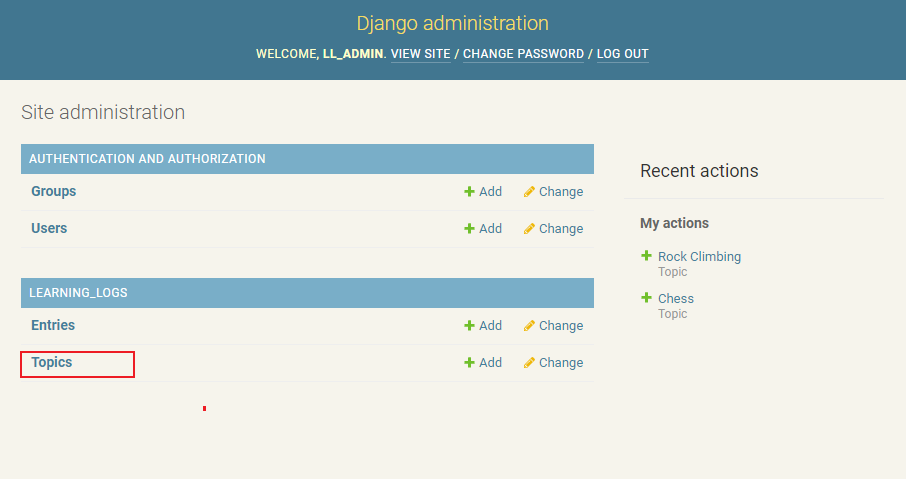 Django administration
WELCOME, LL_ADMIN. VIEW SITE / CHANGE PASSWORD / LOG OUT
Site administration
AUTHENTICATION AND AUTHORIZATION
Groups Add Change
Users Add Change
LEARNING_LOGS
Entries Add Change
Topics Add Change
Recent actions
My actions
Rock Climbing
Topic
Chess
Topic